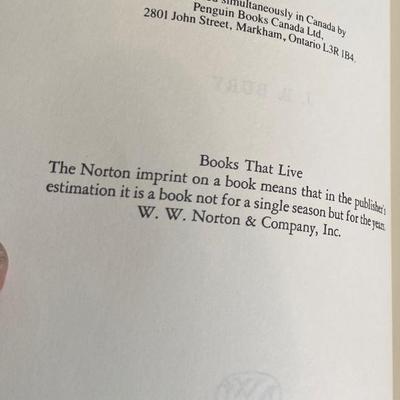 simultaneously in Canada by
Penguin Books Canada Ltd,
2801 John Street, Markham, Ontario L3R 1B4.
Books That Live
The Norton imprint on a book means that in the publisher's
estimation it is a book not for a single season but for the years.
W. W. Norton & Company, Inc.